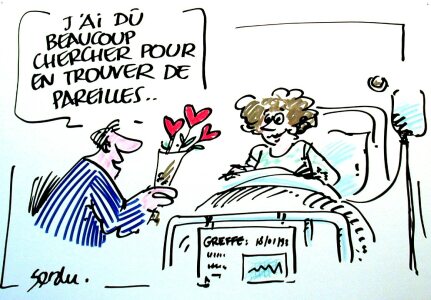 J'AI DÛ
BEAUCOUP
CHERCHER POUR
EN TROUVER DE
PAREILLES..
GREFFE:
Serdu.